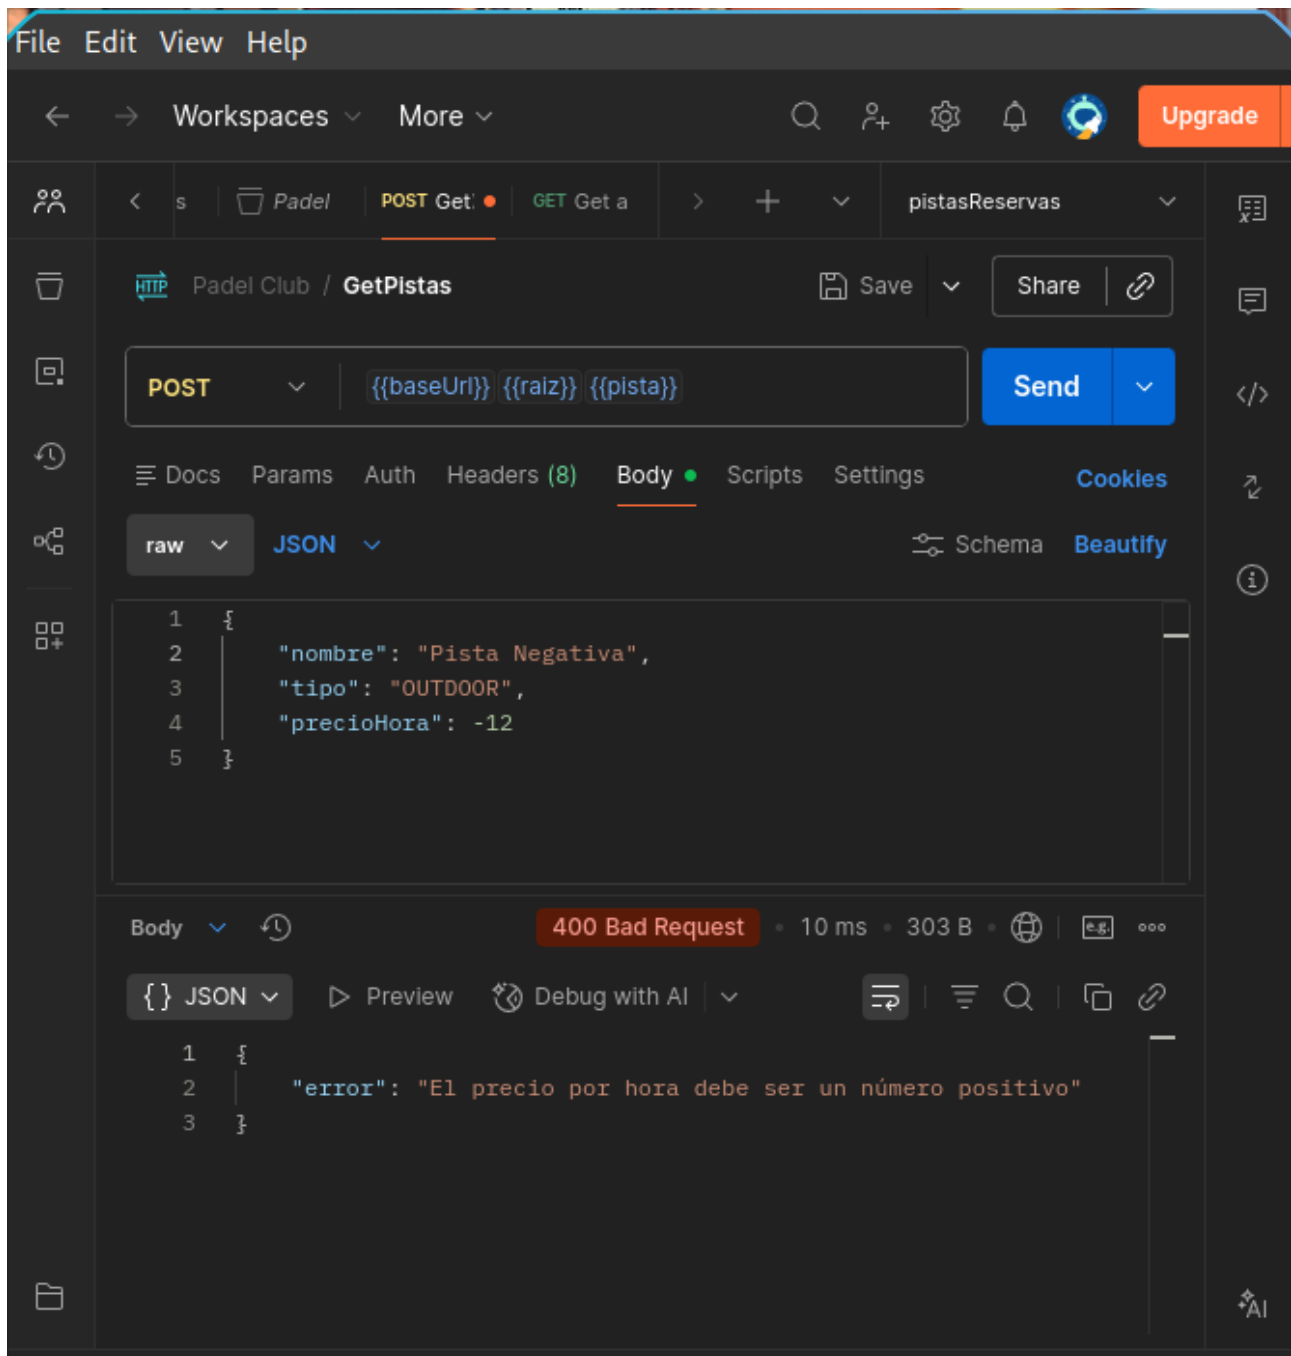 File Edit View Help
Workspaces More Upgrade
s Padel POST Get GET Get a pistasReservas
HTTP Padel Club / GetPistas Save Share
POST {{baseUrl}} {{raiz}} {{pista}} Send
Docs Params Auth Headers (8) Body Scripts Settings Cookies
raw JSON Schema Beautify
1 {
2 "nombre": "Pista Negativa",
3 "tipo": "OUTDOOR",
4 "precioHora": -12
5 }
Body 400 Bad Request • 10 ms • 303 B • e.g.
{} JSON Preview Debug with AI
1 {
2 "error": "El precio por hora debe ser un número positivo"
3 }
AI